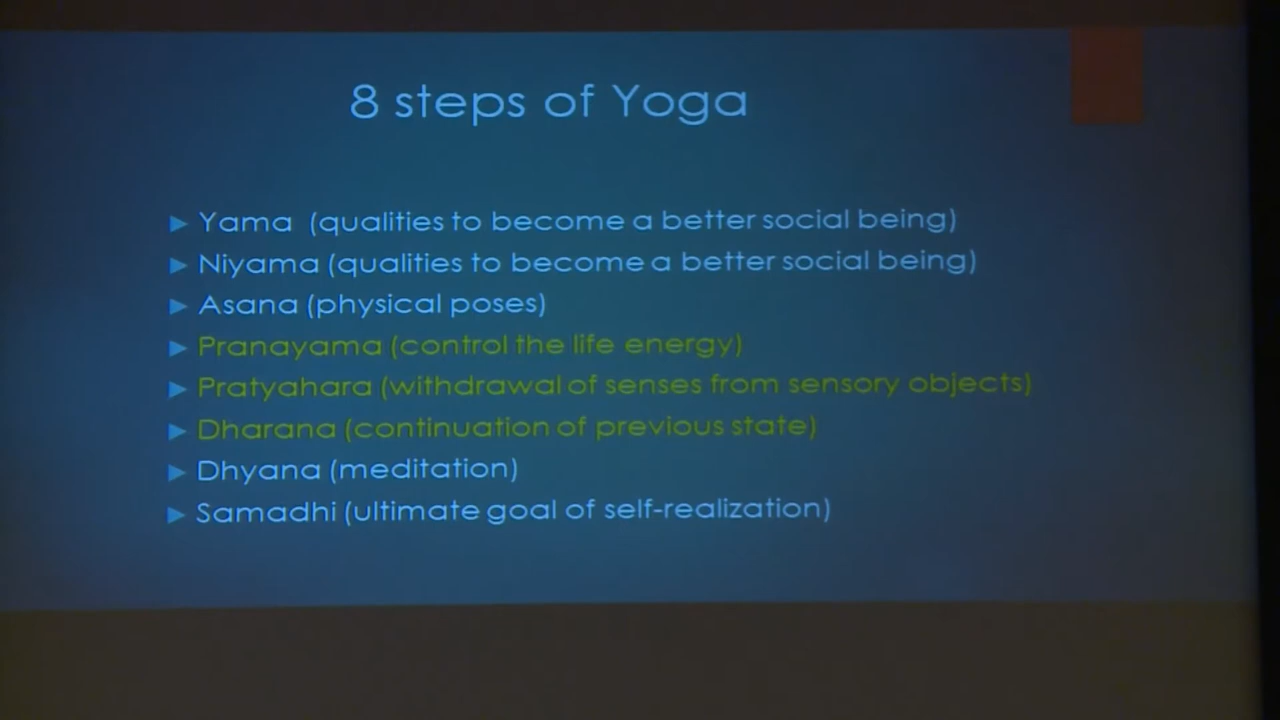 8 steps of Yoga
Yama (qualities to become a better social being)
Niyama (qualities to become a better social being)
Asana (physical poses)
Pranayama (control the life energy)
Pratyahara (withdrawal of senses from sensory objects)
Dharana (continuation of previous state)
Dhyana (meditation)
Samadhi (ultimate goal of self-realization)